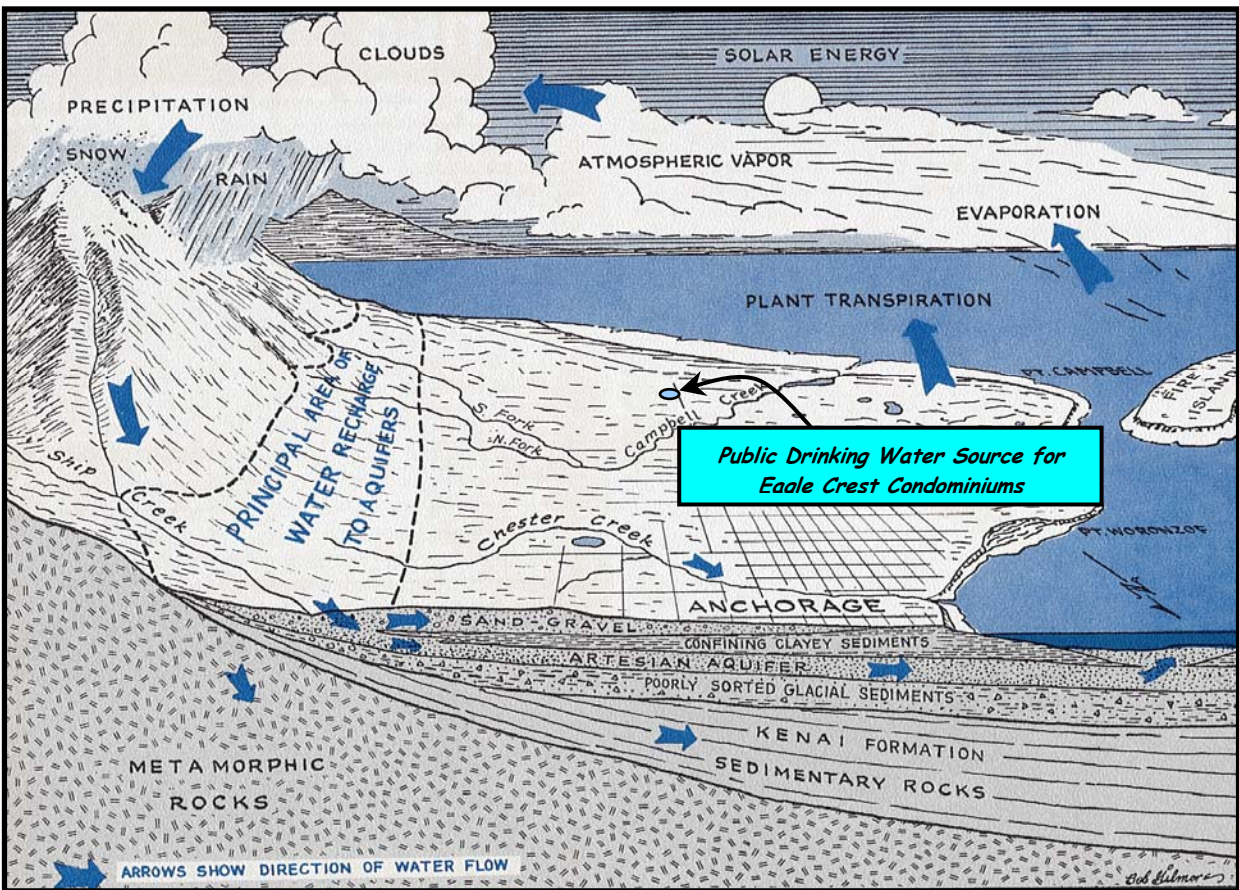 CLOUDS
SOLAR ENERGY
PRECIPITATION
SNOW
RAIN
ATMOSPHERIC VAPOR
EVAPORATION
PLANT TRANSPIRATION
PT. CAMPBELL
FIRE
ISLAND
PRINCIPAL AREA OF
WATER RECHARGE
TO AQUIFERS
S. Fork
N. Fork
Campbell Creek
Public Drinking Water Source for
Eaale Crest Condominiums
Ship
Creek
Chester Creek
PT. WORONZOF
ANCHORAGE
SAND-GRAVEL
CONFINING CLAYEY SEDIMENTS
ARTESIAN AQUIFER
POORLY SORTED GLACIAL SEDIMENTS
KENAI FORMATION
SEDIMENTARY ROCKS
METAMORPHIC
ROCKS
ARROWS SHOW DIRECTION OF WATER FLOW
Bob Gilmore